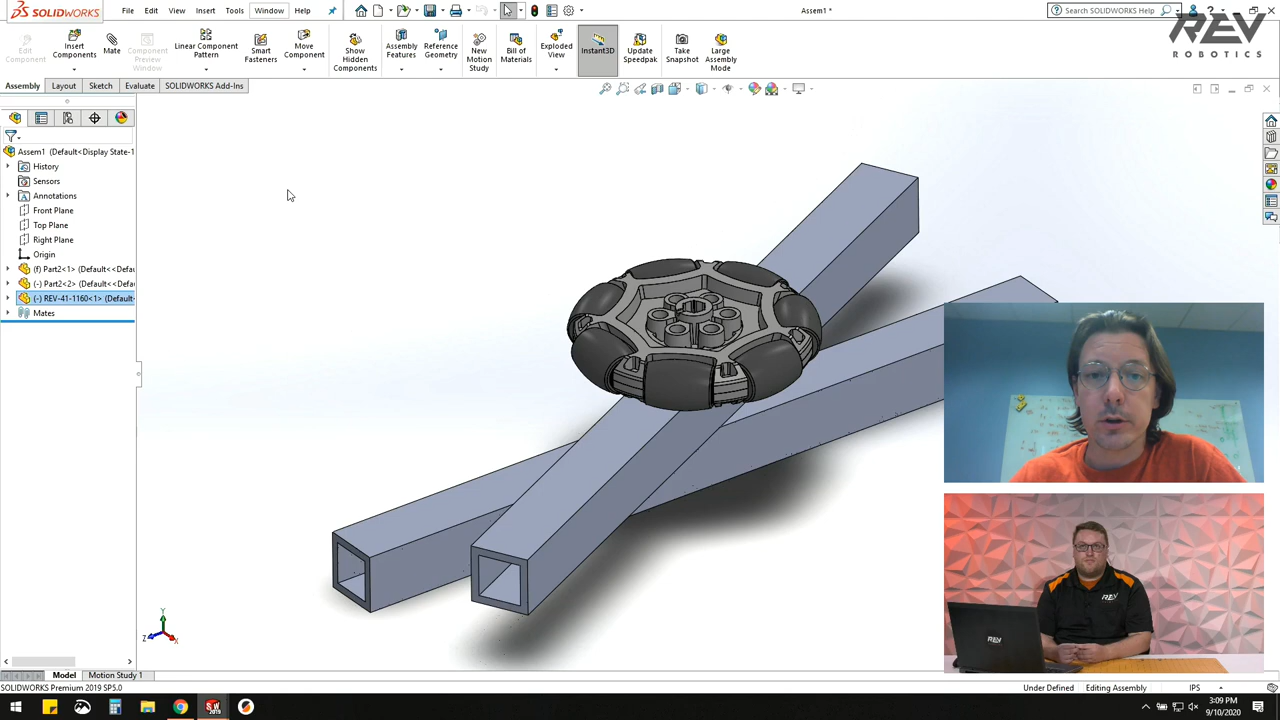 SOLIDWORKS
File Edit View Insert Tools Window Help
Assem1 *
Search SOLIDWORKS Help
REV
ROBOTICS
Edit Component
Insert Components
Mate
Component Preview Window
Linear Component Pattern
Smart Fasteners
Move Component
Show Hidden Components
Assembly Features
Reference Geometry
New Motion Study
Bill of Materials
Exploded View
Instant3D
Update Speedpak
Take Snapshot
Large Assembly Mode
Assembly Layout Sketch Evaluate SOLIDWORKS Add-Ins
Assem1 (Default<Display State-1
History
Sensors
Annotations
Front Plane
Top Plane
Right Plane
Origin
(f) Part2<1> (Default<<Defau
(-) Part2<2> (Default<<Defau
(-) REV-41-1160<1> (Default<
Mates
Y
Z
X
REV
REV
Model Motion Study 1
SOLIDWORKS Premium 2019 SP5.0
Under Defined Editing Assembly IPS
3:09 PM
9/10/2020